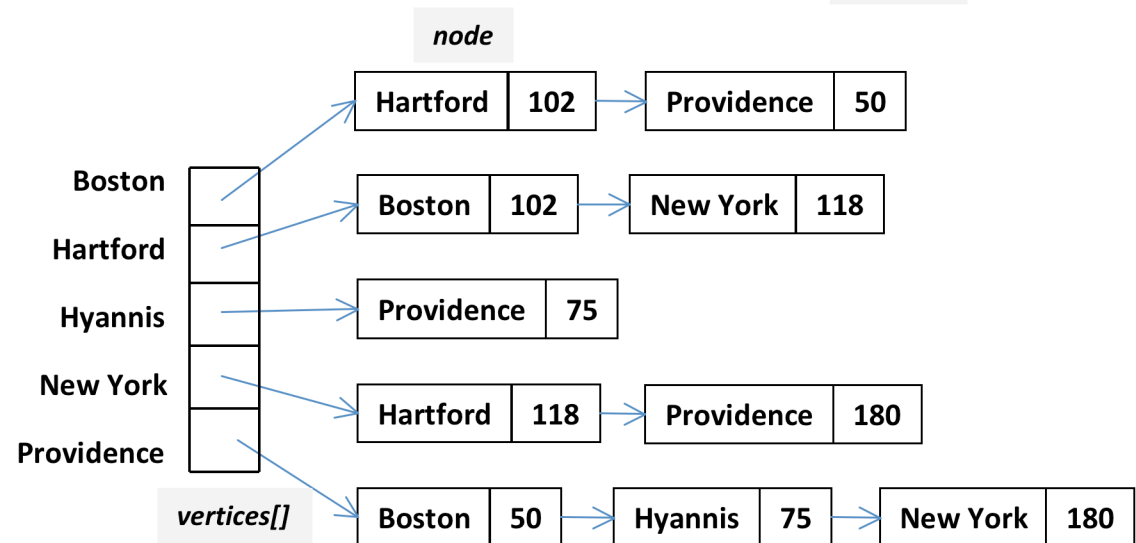 node
Hartford 102 Providence 50
Boston
Boston 102 New York 118
Hartford
Hyannis
Providence 75
New York
Hartford 118 Providence 180
Providence
vertices[]
Boston 50 Hyannis 75 New York 180